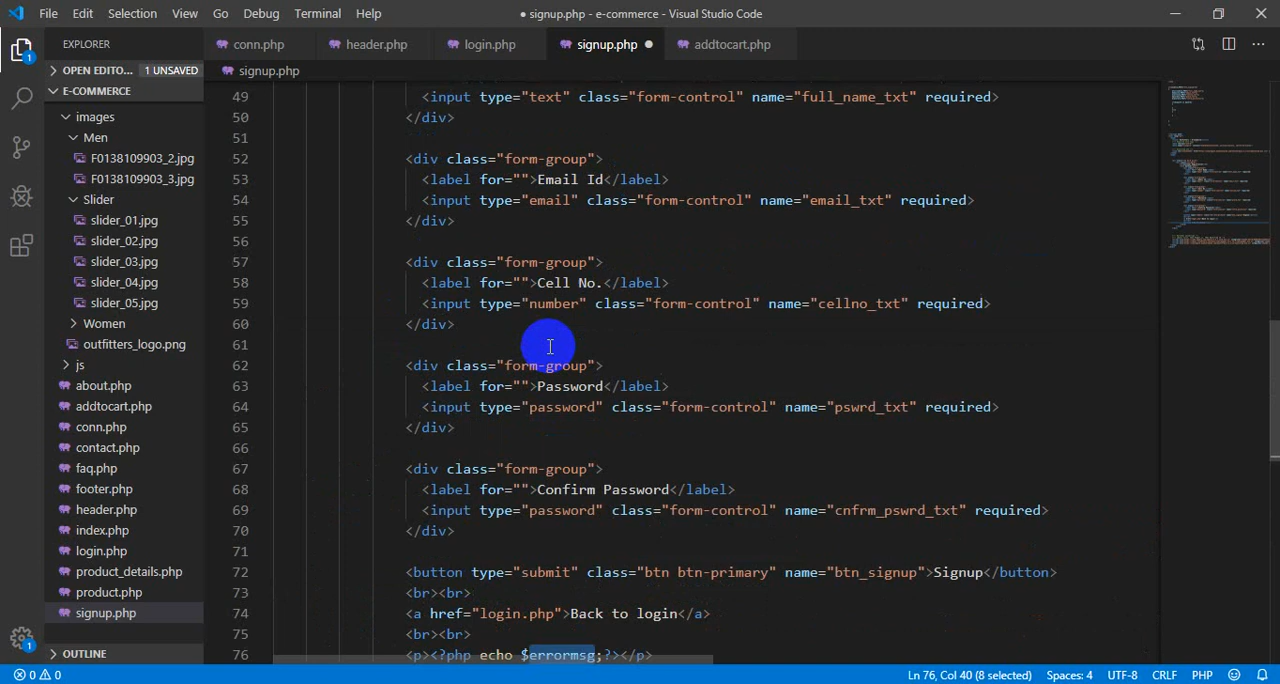 File Edit Selection View Go Debug Terminal Help ● signup.php - e-commerce - Visual Studio Code
EXPLORER
conn.php header.php login.php signup.php ● addtocart.php
OPEN EDITO... 1 UNSAVED
signup.php
E-COMMERCE
images
Men
F0138109903_2.jpg
F0138109903_3.jpg
Slider
slider_01.jpg
slider_02.jpg
slider_03.jpg
slider_04.jpg
slider_05.jpg
Women
outfitters_logo.png
js
about.php
addtocart.php
conn.php
contact.php
faq.php
footer.php
header.php
index.php
login.php
product_details.php
product.php
signup.php
OUTLINE
49 <input type="text" class="form-control" name="full_name_txt" required>
50 </div>
51
52 <div class="form-group">
53 <label for="">Email Id</label>
54 <input type="email" class="form-control" name="email_txt" required>
55 </div>
56
57 <div class="form-group">
58 <label for="">Cell No.</label>
59 <input type="number" class="form-control" name="cellno_txt" required>
60 </div>
61
62 <div class="form-group">
63 <label for="">Password</label>
64 <input type="password" class="form-control" name="pswrd_txt" required>
65 </div>
66
67 <div class="form-group">
68 <label for="">Confirm Password</label>
69 <input type="password" class="form-control" name="cnfrm_pswrd_txt" required>
70 </div>
71
72 <button type="submit" class="btn btn-primary" name="btn_signup">Signup</button>
73 <br><br>
74 <a href="login.php">Back to login</a>
75 <br><br>
76 <p><?php echo $errormsg;?></p>
1
1
0 0 Ln 76, Col 40 (8 selected) Spaces: 4 UTF-8 CRLF PHP